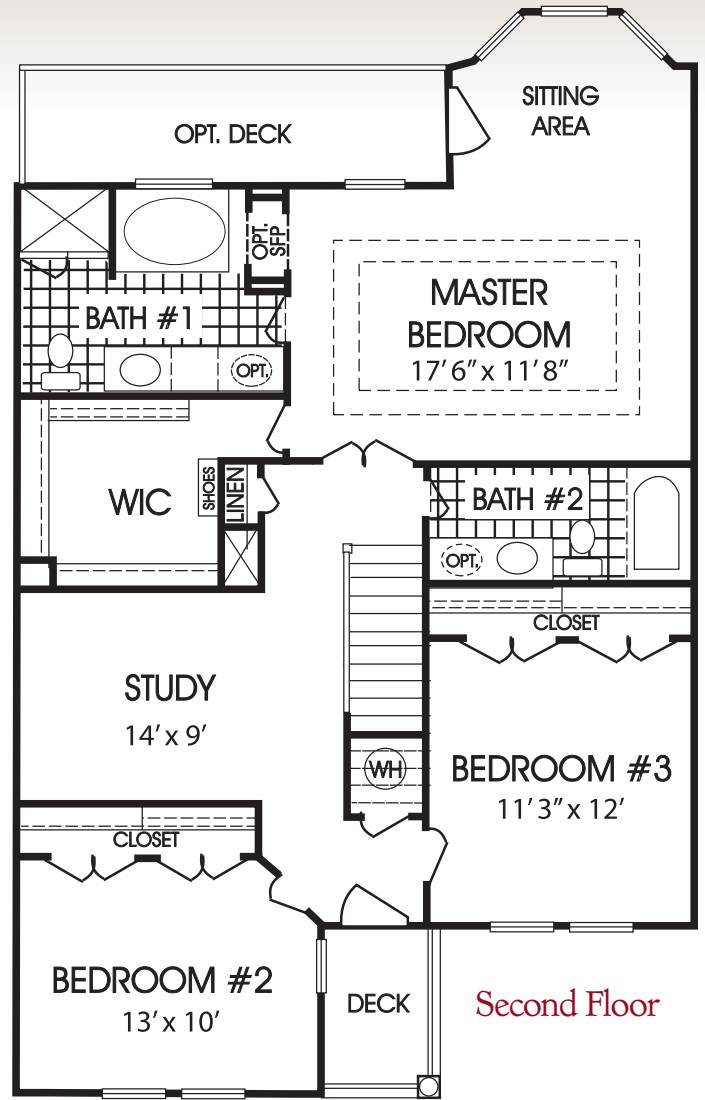 SITTING
AREA
OPT. DECK
OPT.
SFP
BATH #1
MASTER
BEDROOM
17' 6" x 11' 8"
OPT.
WIC
SHOES
LINEN
BATH #2
OPT.
CLOSET
STUDY
14' x 9'
WH
BEDROOM #3
11' 3" x 12'
CLOSET
BEDROOM #2
13' x 10'
DECK
Second Floor